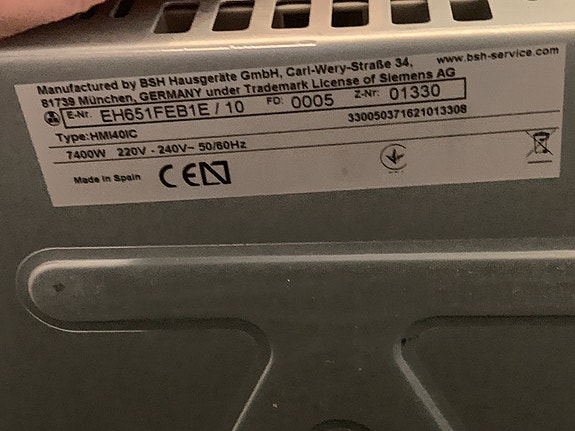 Manufactured by BSH Hausgeräte GmbH, Carl-Wery-Straße 34, www.bsh-service.com
81739 München, GERMANY under Trademark License of Siemens AG
E-Nr. EH651FEB1E / 10 FD: 0005 Z-Nr: 01330
Type:HMI40IC 330050371621013308
7400W 220V - 240V~ 50/60Hz
Made in Spain CE N